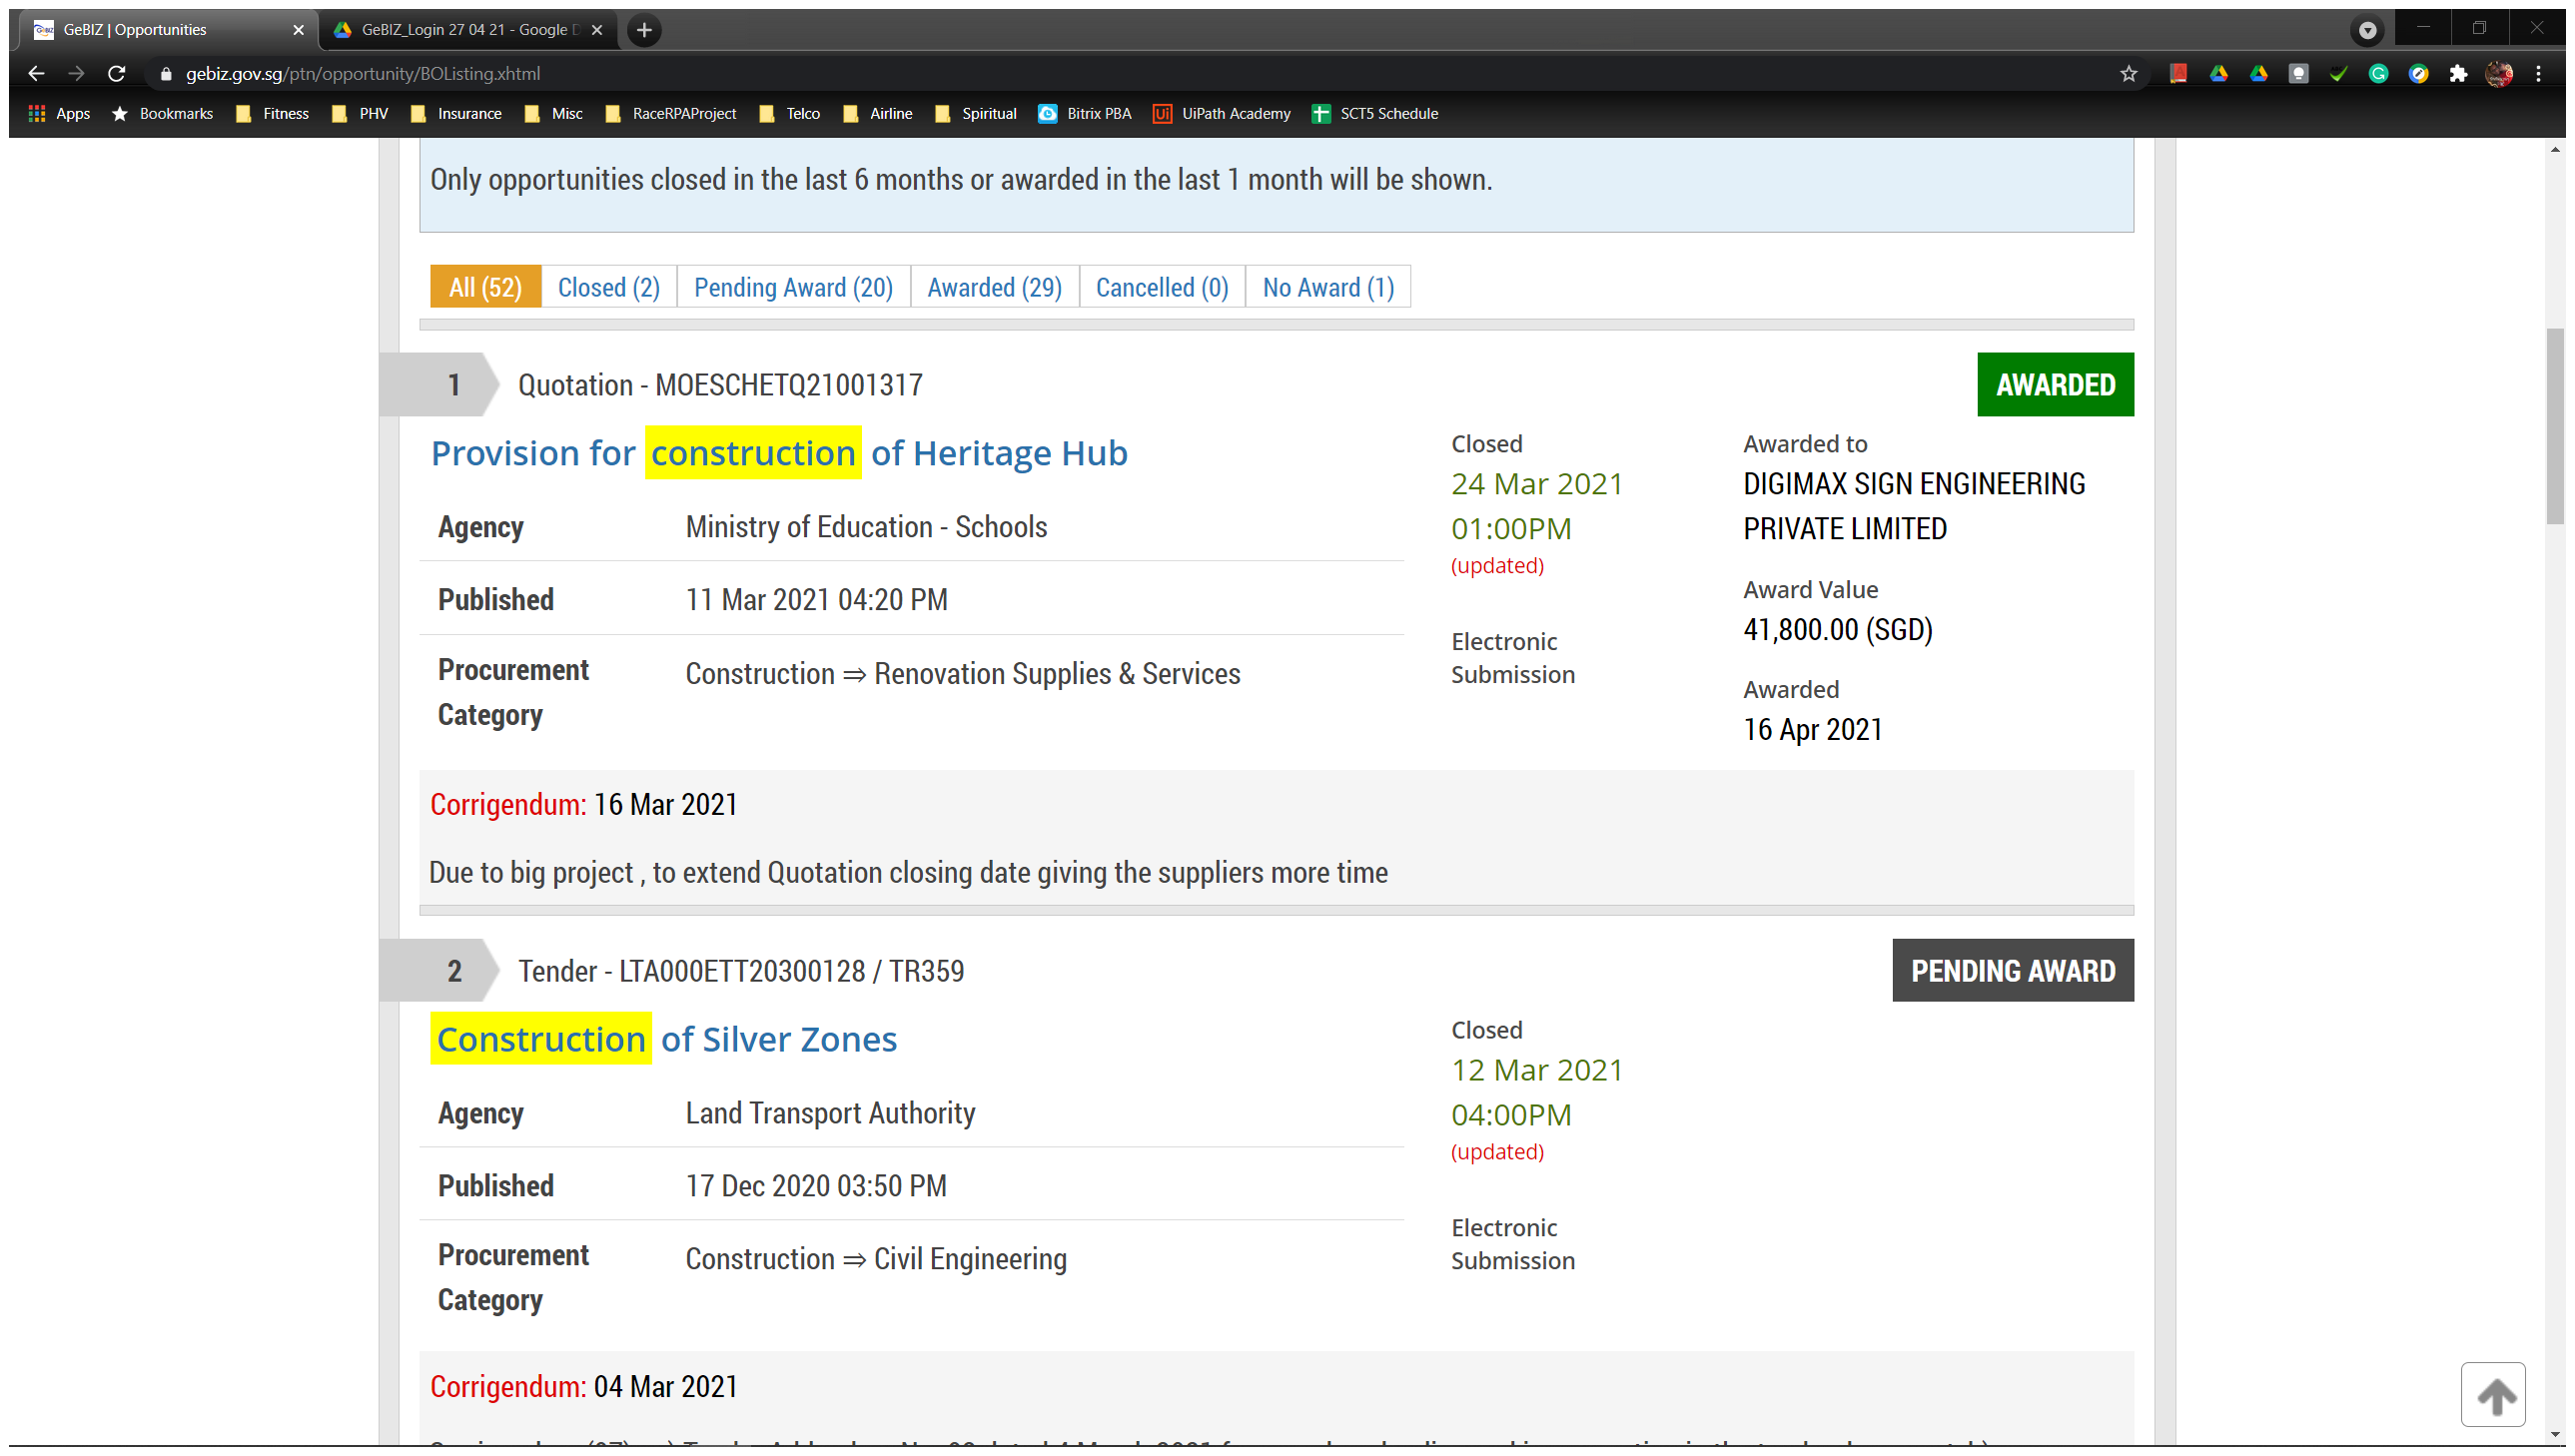 GeBIZ | Opportunities
GeBIZ_Login 27 04 21 - Google D
gebiz.gov.sg/ptn/opportunity/BOListing.xhtml
Apps Bookmarks Fitness PHV Insurance Misc RaceRPAProject Telco Airline Spiritual Bitrix PBA UiPath Academy SCT5 Schedule
Only opportunities closed in the last 6 months or awarded in the last 1 month will be shown.
All (52) Closed (2) Pending Award (20) Awarded (29) Cancelled (0) No Award (1)
1 Quotation - MOESCHETQ21001317 AWARDED
Provision for construction of Heritage Hub
Agency Ministry of Education - Schools
Published 11 Mar 2021 04:20 PM
Procurement Category Construction ⇒ Renovation Supplies & Services
Closed
24 Mar 2021
01:00PM
(updated)
Electronic
Submission
Awarded to
DIGIMAX SIGN ENGINEERING
PRIVATE LIMITED
Award Value
41,800.00 (SGD)
Awarded
16 Apr 2021
Corrigendum: 16 Mar 2021
Due to big project , to extend Quotation closing date giving the suppliers more time
2 Tender - LTA000ETT20300128 / TR359 PENDING AWARD
Construction of Silver Zones
Agency Land Transport Authority
Published 17 Dec 2020 03:50 PM
Procurement Category Construction ⇒ Civil Engineering
Closed
12 Mar 2021
04:00PM
(updated)
Electronic
Submission
Corrigendum: 04 Mar 2021